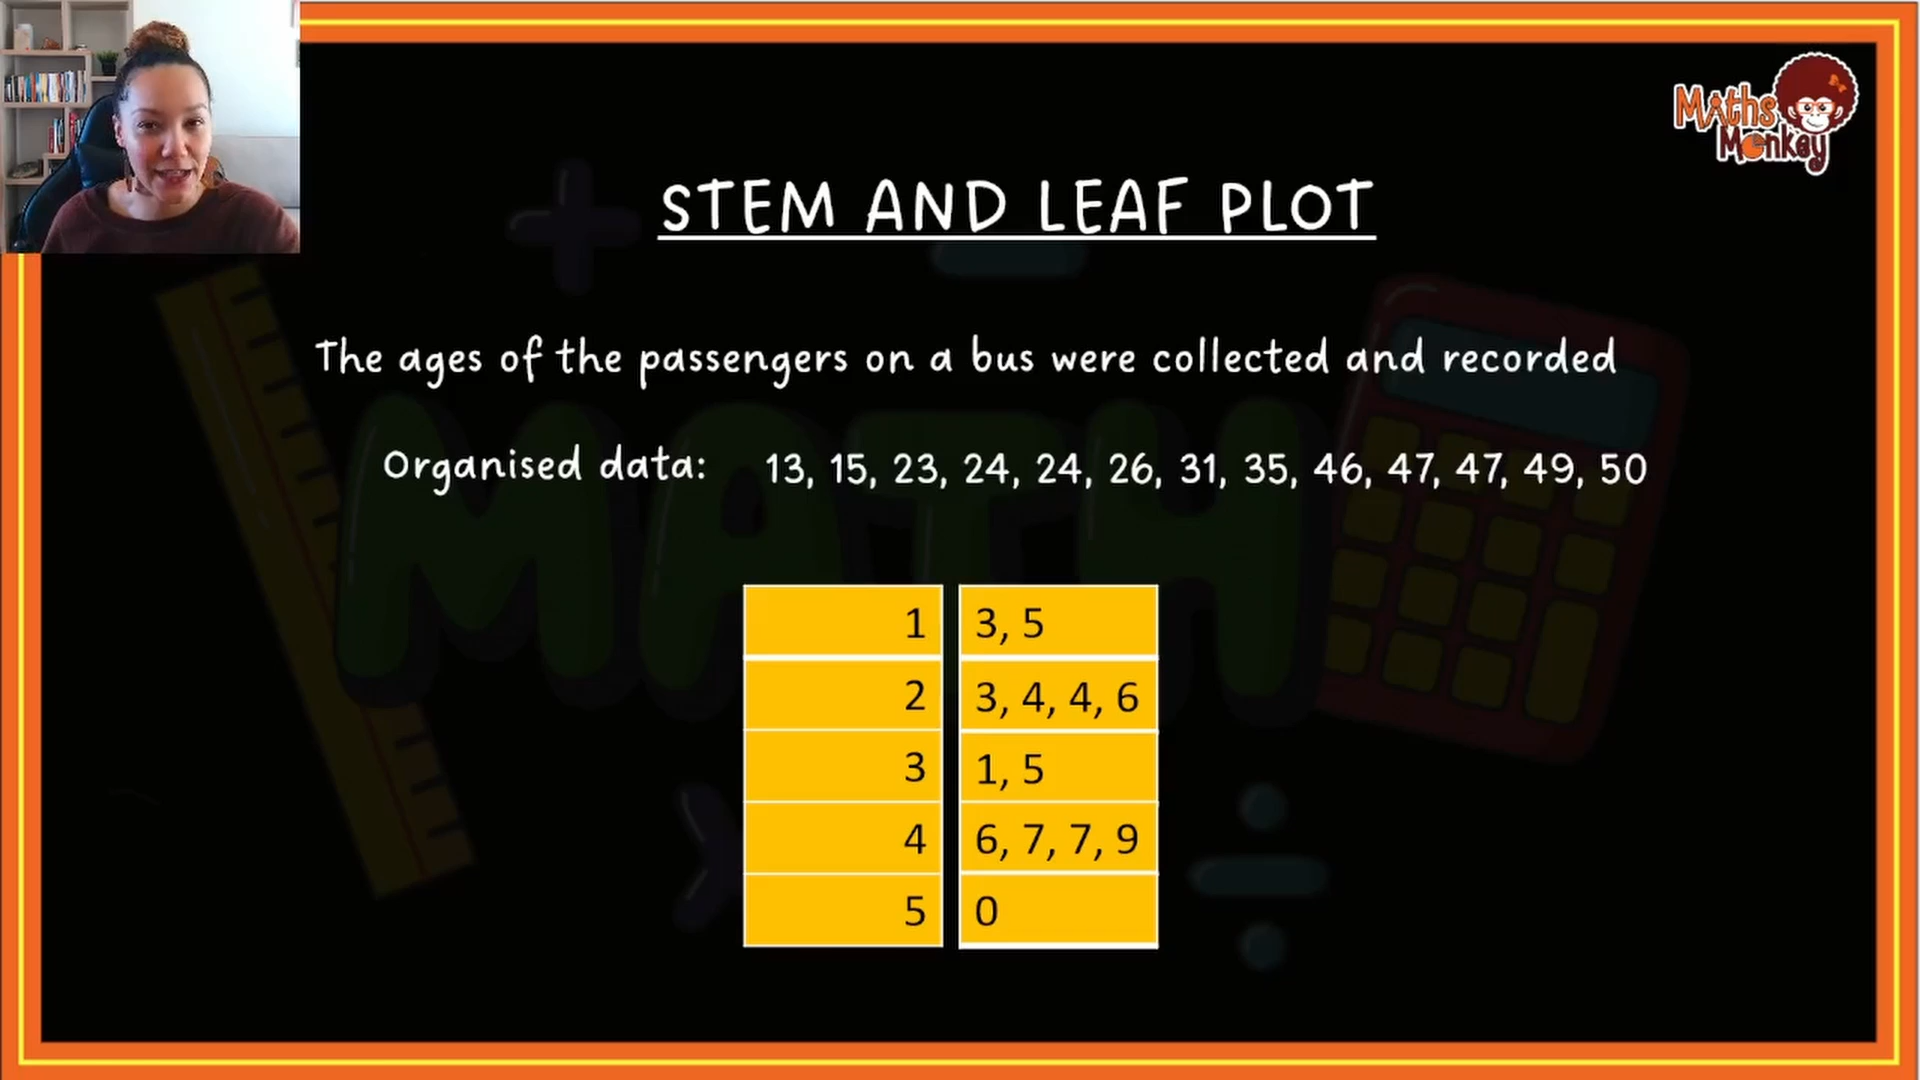 Maths
Monkey
STEM AND LEAF PLOT
The ages of the passengers on a bus were collected and recorded
Organised data: 13, 15, 23, 24, 24, 26, 31, 35, 46, 47, 47, 49, 50
1 3, 5
2 3, 4, 4, 6
3 1, 5
4 6, 7, 7, 9
5 0
MATH